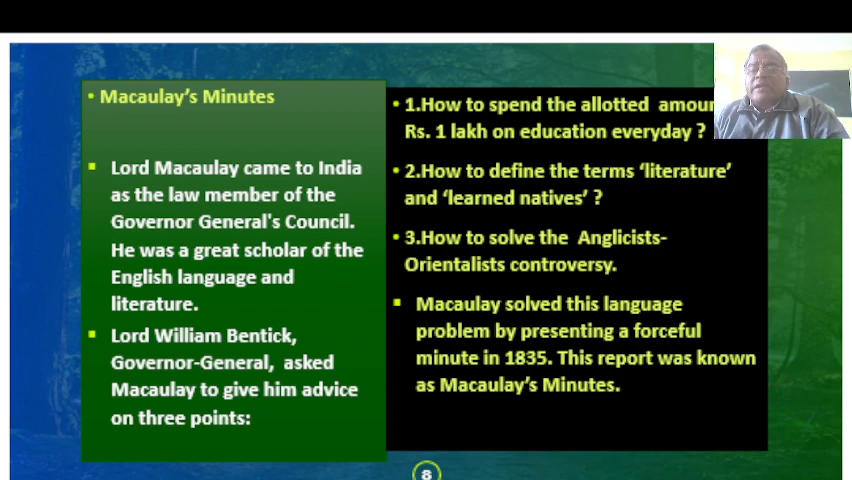 • Macaulay's Minutes
▪ Lord Macaulay came to India
as the law member of the
Governor General's Council.
He was a great scholar of the
English language and
literature.
▪ Lord William Bentick,
Governor-General, asked
Macaulay to give him advice
on three points:
• 1.How to spend the allotted
Rs. 1 lakh on education everyday ?
• 2.How to define the terms 'literature'
and 'learned natives' ?
• 3.How to solve the Anglicists-
Orientalists controversy.
▪ Macaulay solved this language
problem by presenting a forceful
minute in 1835. This report was known
as Macaulay's Minutes.
8